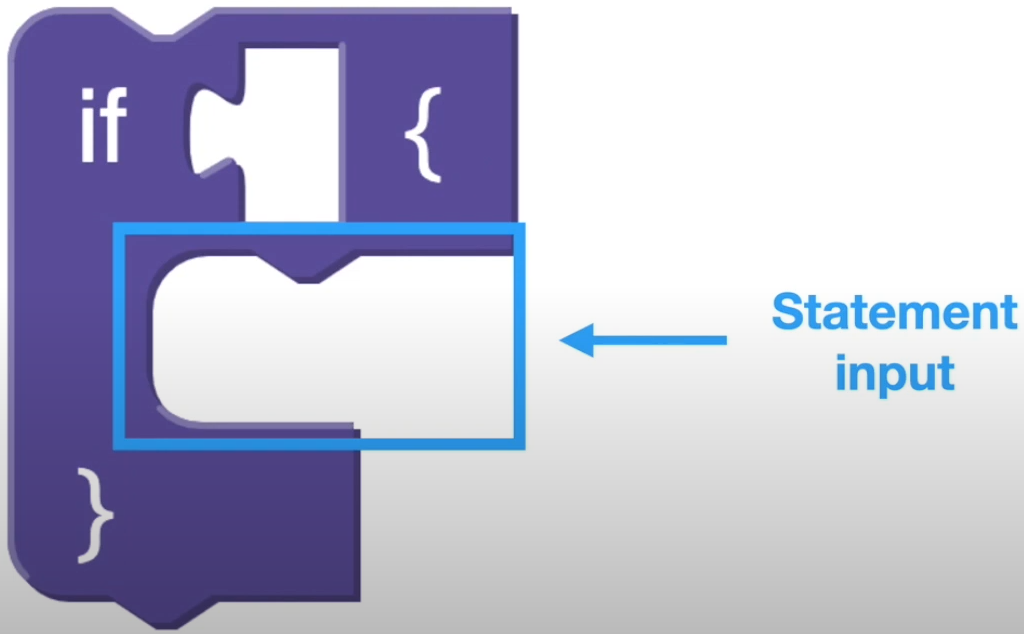 if {
Statement
input
}